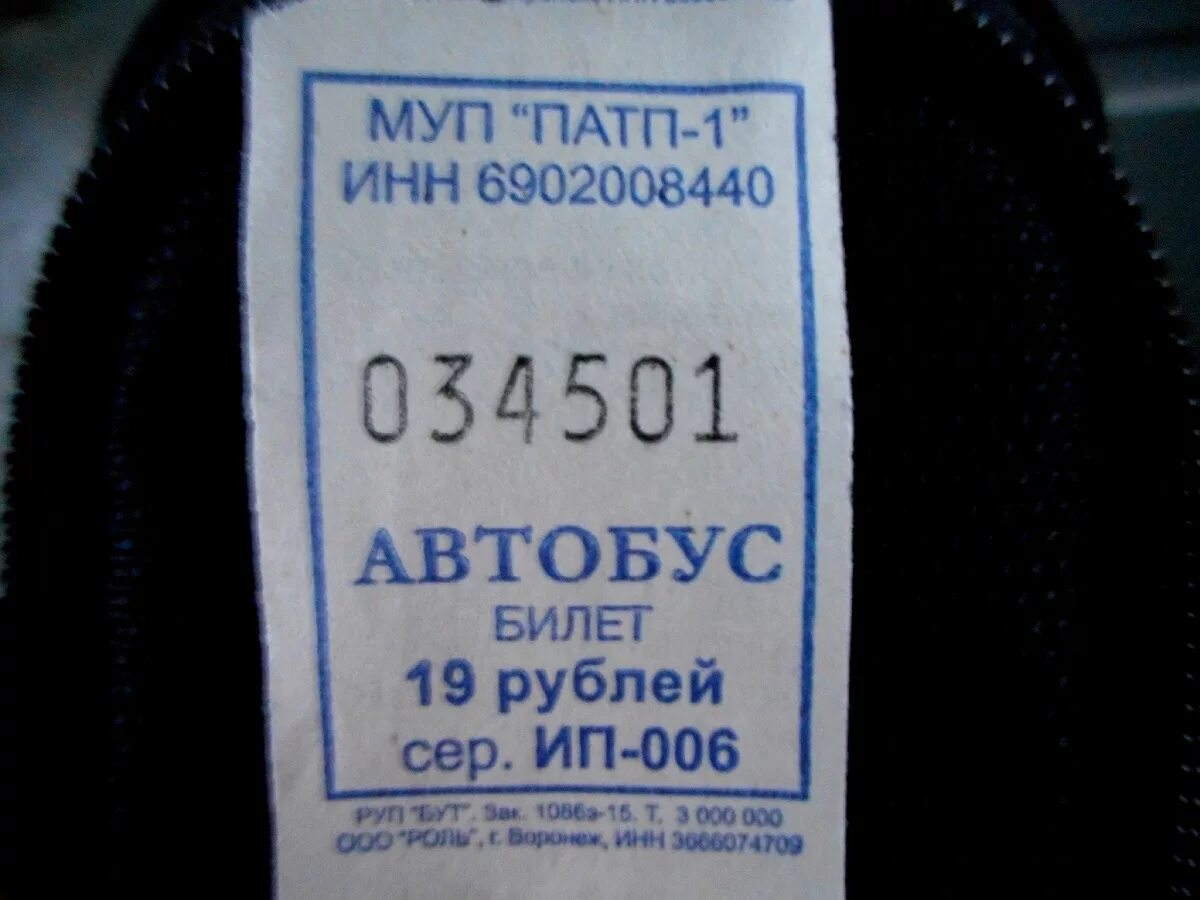 МУП "ПАТП-1"
ИНН 6902008440
034501
АВТОБУС
БИЛЕТ
19 рублей
сер. ИП-006
РУП "БУТ". Зак. 1086э-15. Т. 3 000 000
ООО "РОЛЬ", г. Воронеж, ИНН 3666074709